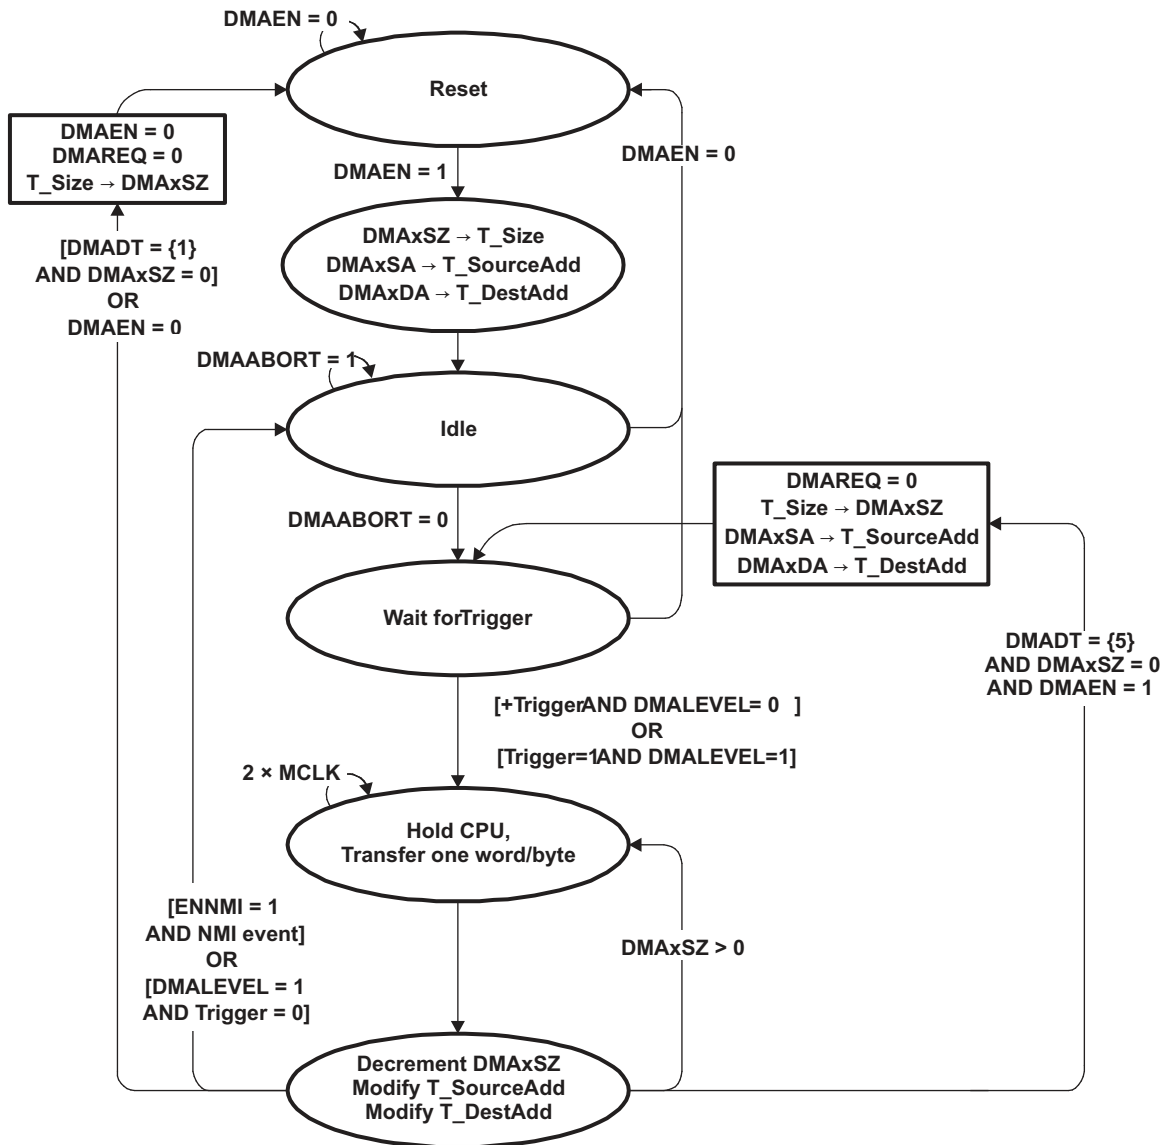 DMAEN = 0
Reset
DMAEN = 0
DMAREQ = 0
T_Size → DMAxSZ
DMAEN = 1
DMAEN = 0
[DMADT = {1}
AND DMAxSZ = 0]
OR
DMAEN = 0
DMAxSZ → T_Size
DMAxSA → T_SourceAdd
DMAxDA → T_DestAdd
DMAABORT = 1
Idle
DMAABORT = 0
DMAREQ = 0
T_Size → DMAxSZ
DMAxSA → T_SourceAdd
DMAxDA → T_DestAdd
Wait forTrigger
DMADT = {5}
AND DMAxSZ = 0
AND DMAEN = 1
[+TriggerAND DMALEVEL= 0 ]
OR
[Trigger=1AND DMALEVEL=1]
2 × MCLK
Hold CPU,
Transfer one word/byte
[ENNMI = 1
AND NMI event]
OR
[DMALEVEL = 1
AND Trigger = 0]
DMAxSZ > 0
Decrement DMAxSZ
Modify T_SourceAdd
Modify T_DestAdd